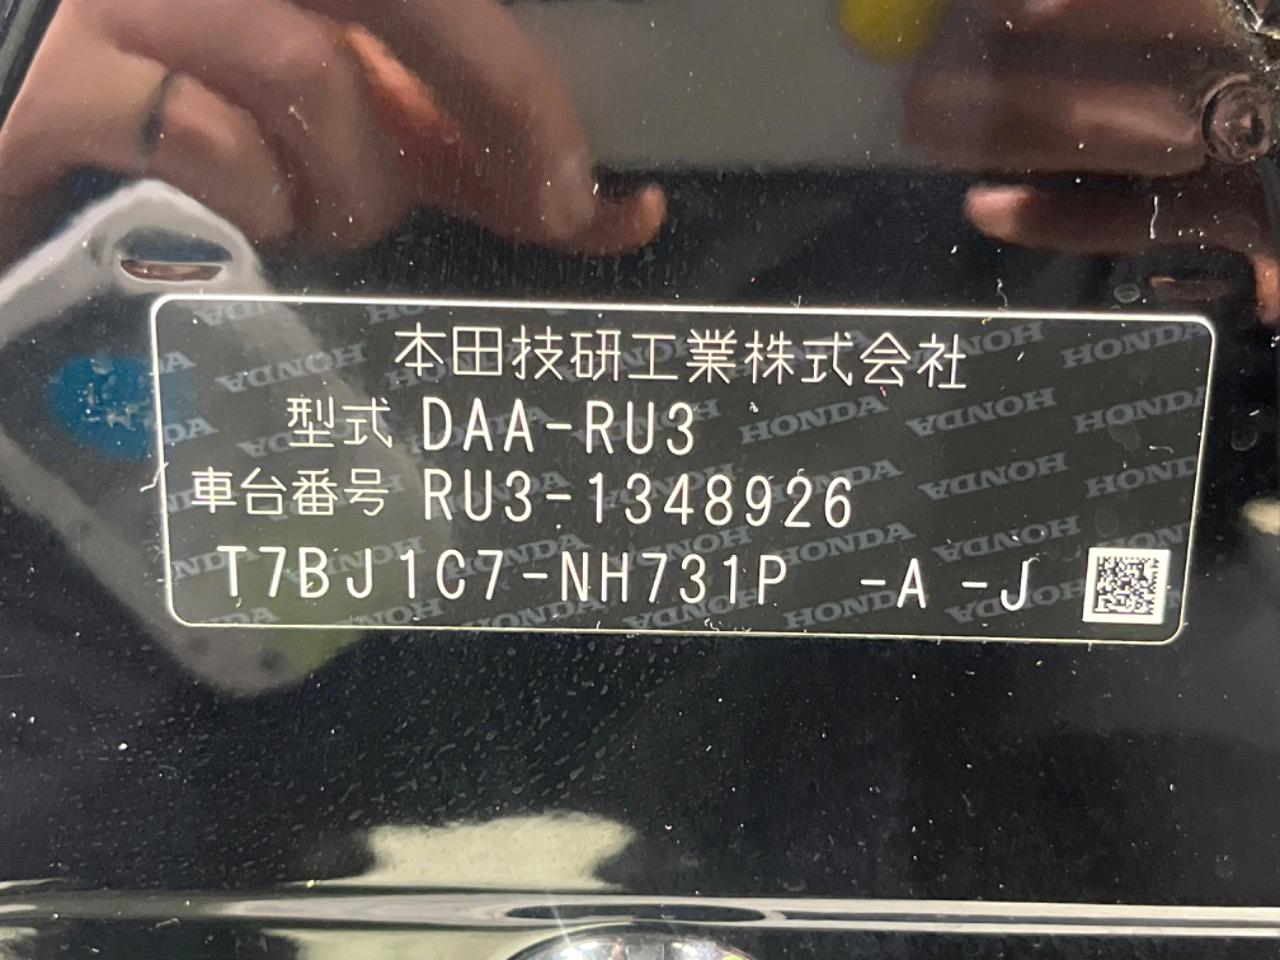 本田技研工業株式会社
型式 DAA-RU3
車台番号 RU3-1348926
T7BJ1C7-NH731P -A -J